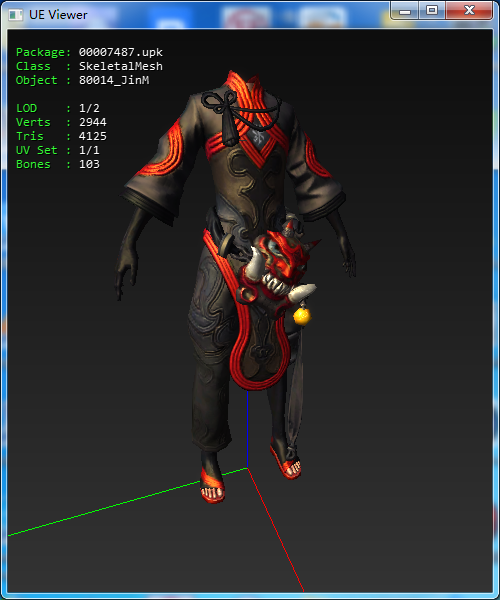 UE Viewer
Package: 00007487.upk
Class  : SkeletalMesh
Object : 80014_JinM
LOD    : 1/2
Verts  : 2944
Tris   : 4125
UV Set : 1/1
Bones  : 103